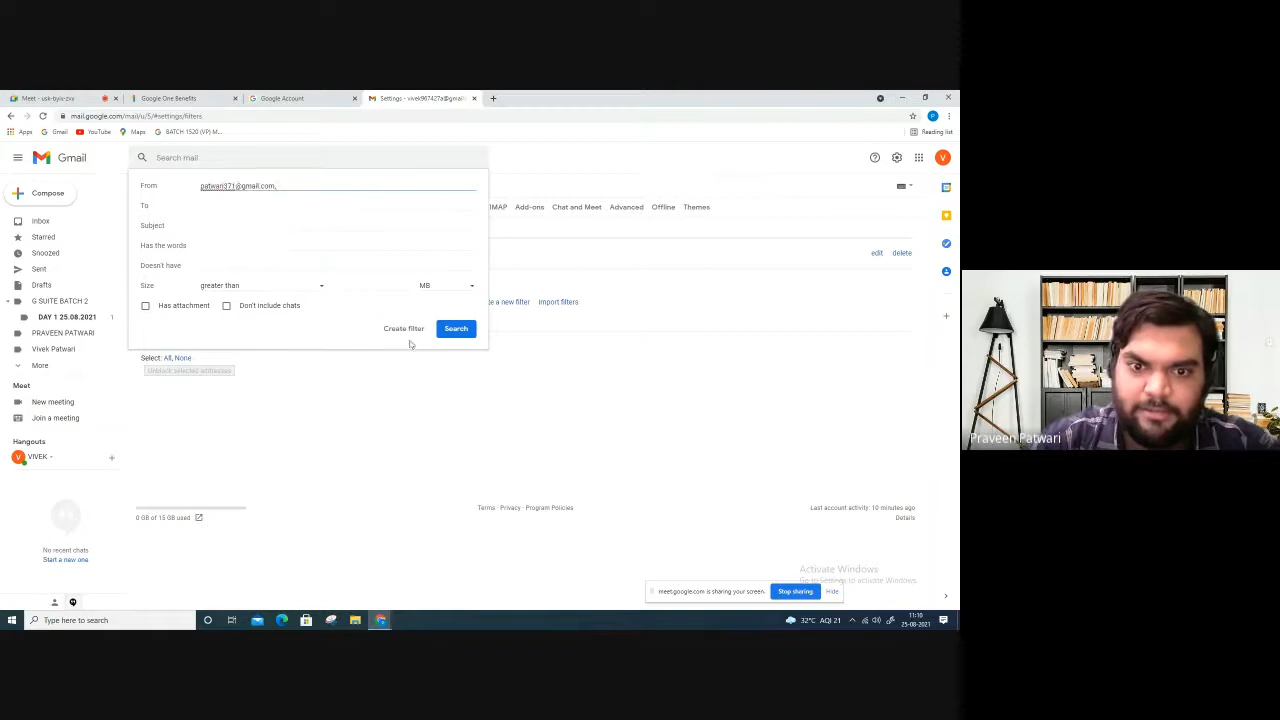 Meet - usk-byix-zvx
Google One Benefits
Google Account
Settings - vivek967427a@gmail
mail.google.com/mail/u/5/#settings/filters
Apps
Gmail
YouTube
Maps
BATCH 1520 (VP) M...
Reading list
Gmail
Search mail
Compose
From patwari371@gmail.com,
To
Subject
Has the words
Doesn't have
Size greater than MB
Has attachment Don't include chats
Create filter Search
IMAP Add-ons Chat and Meet Advanced Offline Themes
edit delete
e a new filter Import filters
Inbox
Starred
Snoozed
Sent
Drafts
G SUITE BATCH 2
DAY 1 25.08.2021 1
PRAVEEN PATWARI
Vivek Patwari
More
Select: All, None
Unblock selected addresses
Meet
New meeting
Join a meeting
Hangouts
VIVEK
No recent chats
Start a new one
0 GB of 15 GB used
Terms · Privacy · Program Policies
Last account activity: 10 minutes ago
Details
Activate Windows
Go to Settings to activate Windows.
meet.google.com is sharing your screen. Stop sharing Hide
Type here to search
32°C AQI 21
11:10
25-08-2021
Praveen Patwari